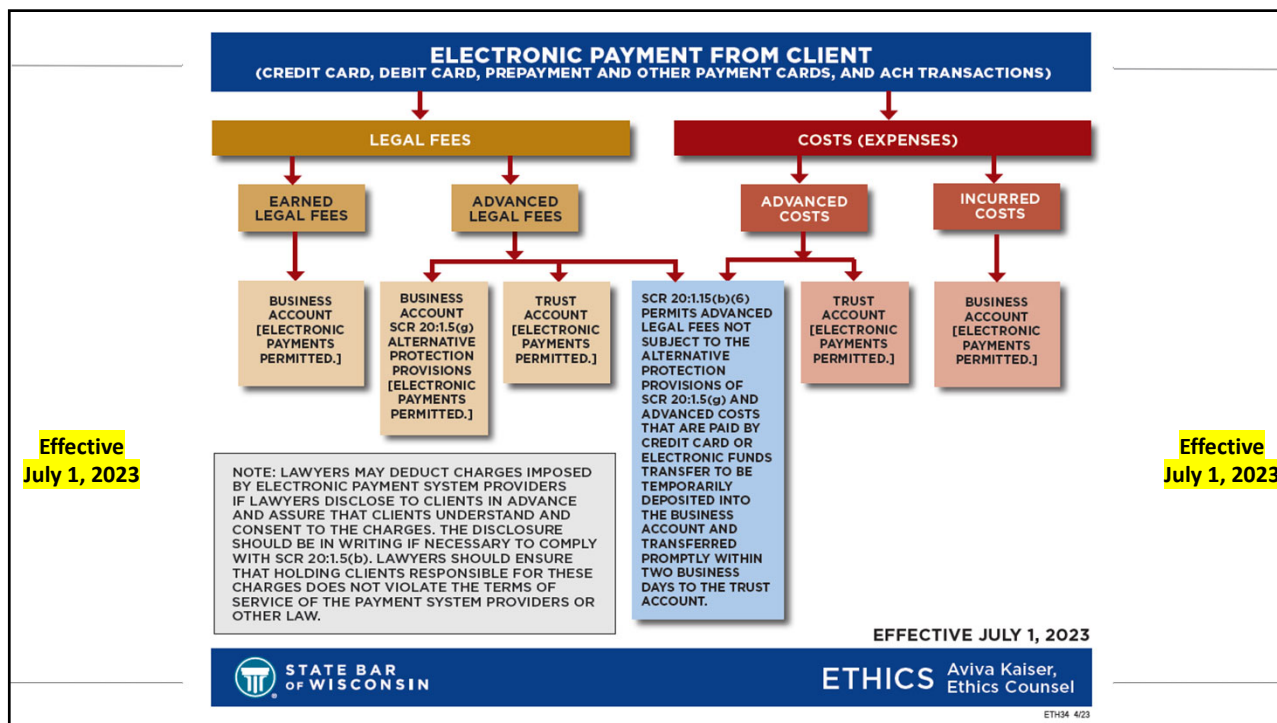 ELECTRONIC PAYMENT FROM CLIENT
(CREDIT CARD, DEBIT CARD, PREPAYMENT AND OTHER PAYMENT CARDS, AND ACH TRANSACTIONS)
LEGAL FEES
COSTS (EXPENSES)
EARNED
LEGAL FEES
ADVANCED
LEGAL FEES
ADVANCED
COSTS
INCURRED
COSTS
BUSINESS
ACCOUNT
[ELECTRONIC
PAYMENTS
PERMITTED.]
BUSINESS
ACCOUNT
SCR 20:1.5(g)
ALTERNATIVE
PROTECTION
PROVISIONS
[ELECTRONIC
PAYMENTS
PERMITTED.]
TRUST
ACCOUNT
[ELECTRONIC
PAYMENTS
PERMITTED.]
SCR 20:1.15(b)(6)
PERMITS ADVANCED
LEGAL FEES NOT
SUBJECT TO THE
ALTERNATIVE
PROTECTION
PROVISIONS OF
SCR 20:1.5(g) AND
ADVANCED COSTS
THAT ARE PAID BY
CREDIT CARD OR
ELECTRONIC FUNDS
TRANSFER TO BE
TEMPORARILY
DEPOSITED INTO
THE BUSINESS
ACCOUNT AND
TRANSFERRED
PROMPTLY WITHIN
TWO BUSINESS
DAYS TO THE TRUST
ACCOUNT.
TRUST
ACCOUNT
[ELECTRONIC
PAYMENTS
PERMITTED.]
BUSINESS
ACCOUNT
[ELECTRONIC
PAYMENTS
PERMITTED.]
Effective
July 1, 2023
NOTE: LAWYERS MAY DEDUCT CHARGES IMPOSED
BY ELECTRONIC PAYMENT SYSTEM PROVIDERS
IF LAWYERS DISCLOSE TO CLIENTS IN ADVANCE
AND ASSURE THAT CLIENTS UNDERSTAND AND
CONSENT TO THE CHARGES. THE DISCLOSURE
SHOULD BE IN WRITING IF NECESSARY TO COMPLY
WITH SCR 20:1.5(b). LAWYERS SHOULD ENSURE
THAT HOLDING CLIENTS RESPONSIBLE FOR THESE
CHARGES DOES NOT VIOLATE THE TERMS OF
SERVICE OF THE PAYMENT SYSTEM PROVIDERS OR
OTHER LAW.
Effective
July 1, 2023
EFFECTIVE JULY 1, 2023
STATE BAR
OF WISCONSIN
ETHICS
Aviva Kaiser,
Ethics Counsel
ETH34 4/23